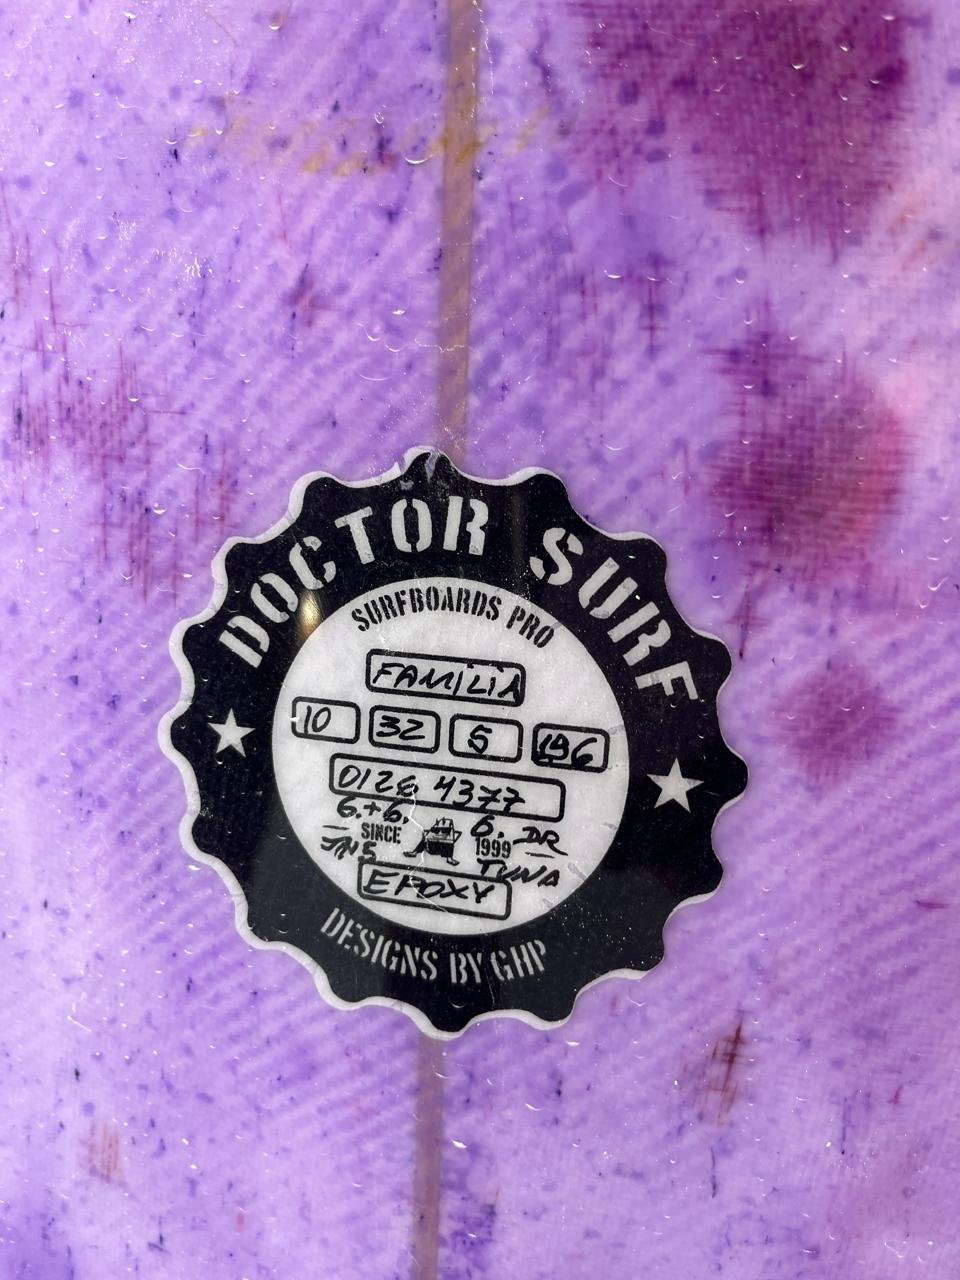 DOCTOR SURF
SURFBOARDS PRO
FAMiLiA
10 32 5 196
0126 4377
6.+6. 6. DR
SINCE 1999
TUNA
EPOXY
DESIGNS BY GHP